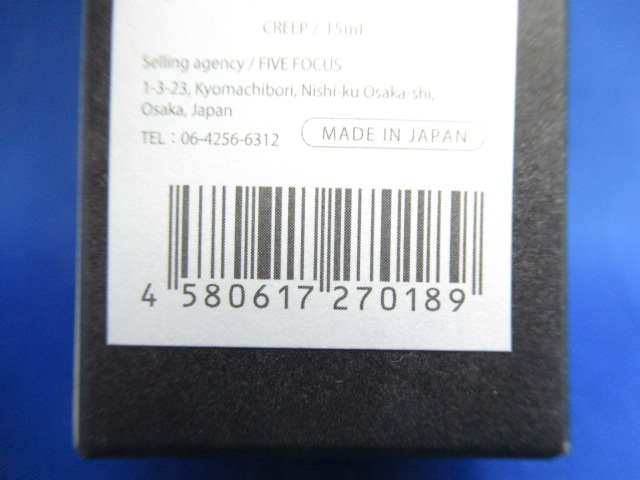 CREEP / 15ml
Selling agency / FIVE FOCUS
1-3-23, Kyomachibori, Nishi-ku Osaka-shi,
Osaka, Japan
TEL : 06-4256-6312
MADE IN JAPAN
4 580617 270189